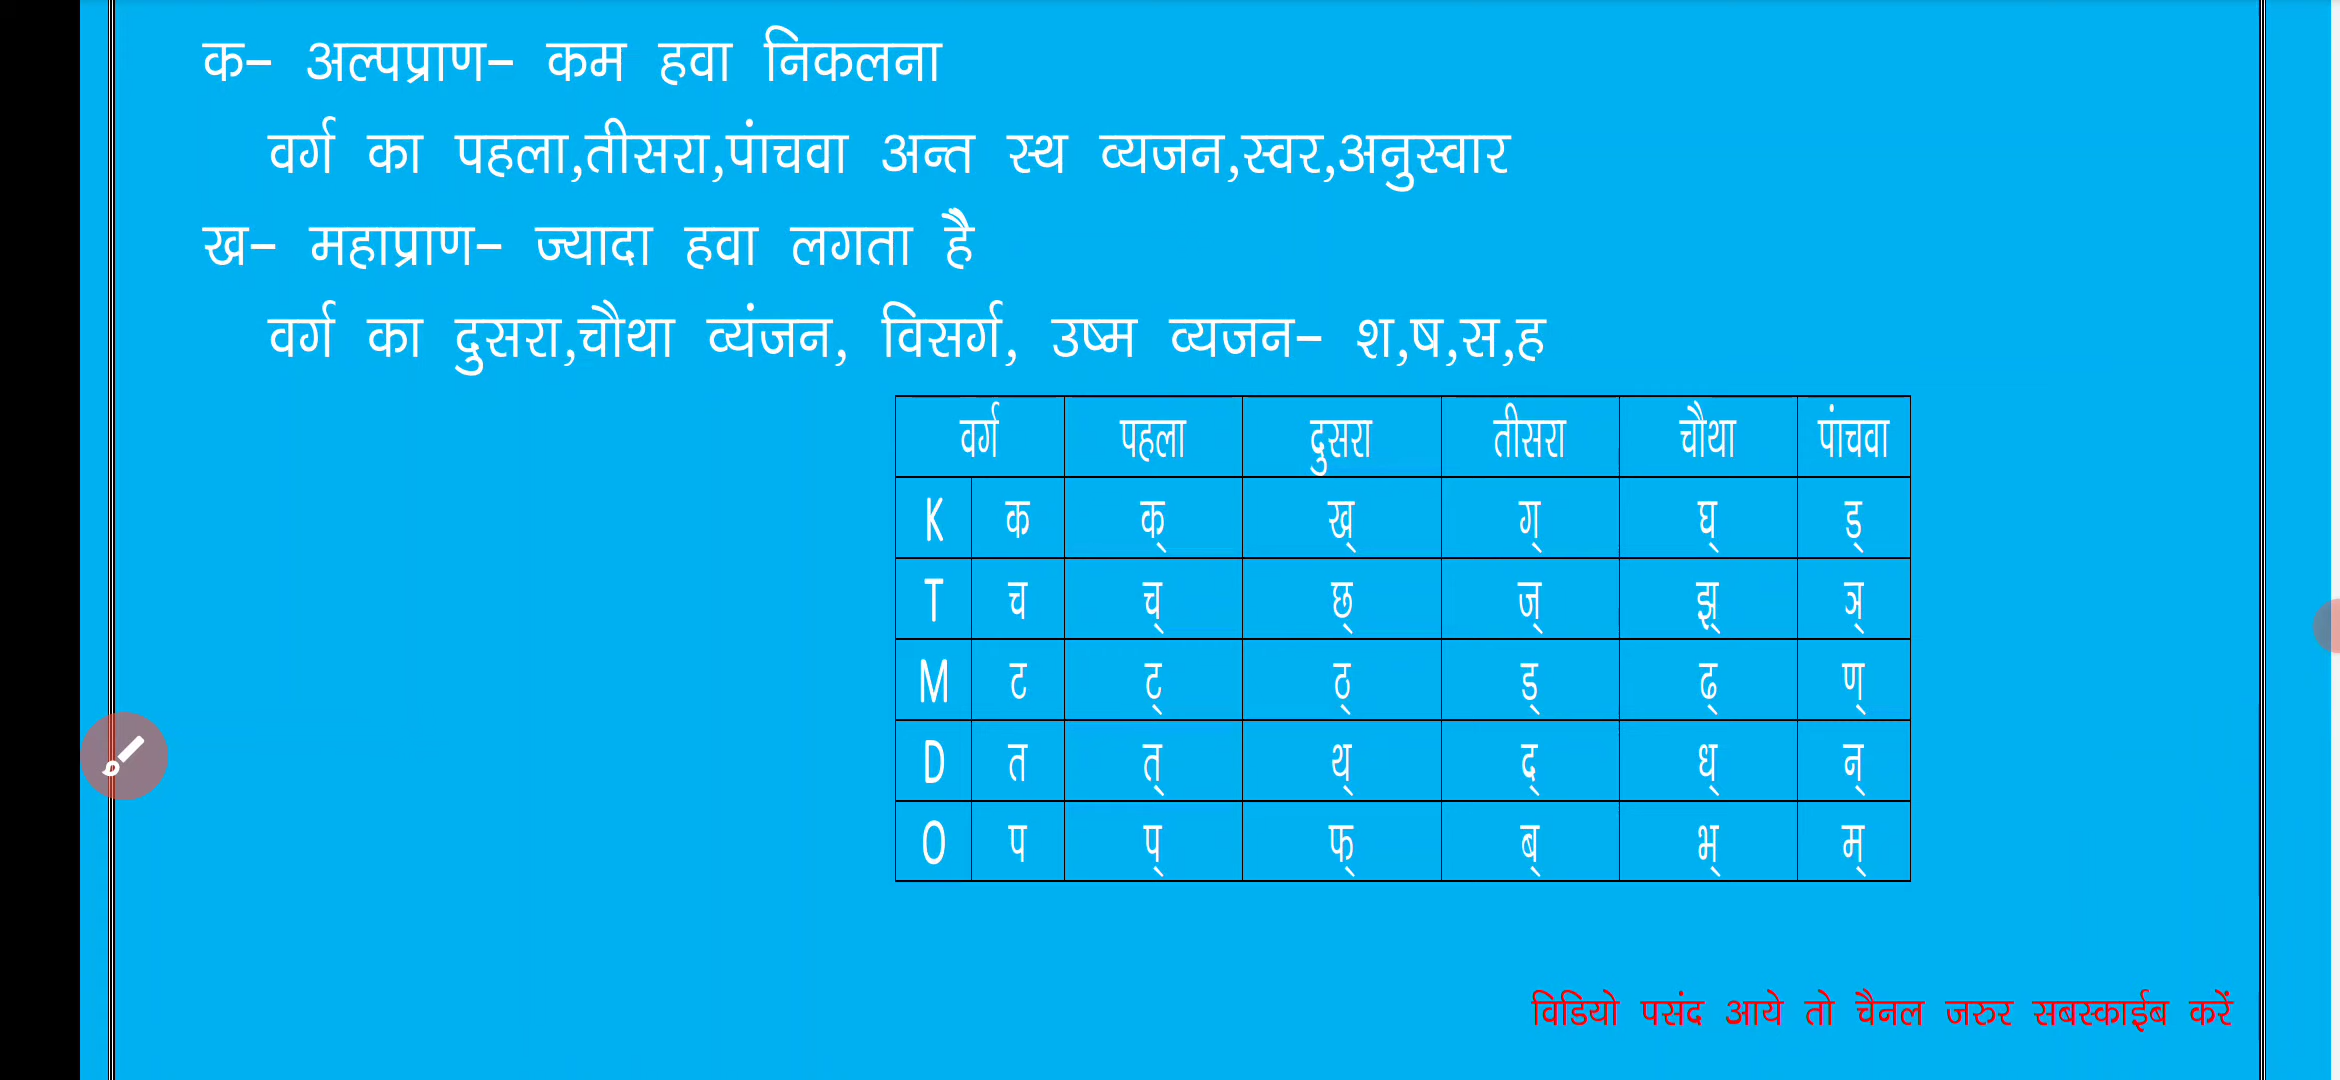 क- अल्पप्राण- कम हवा निकलना
वर्ग का पहला,तीसरा,पांचवा अन्त स्थ व्यजन,स्वर,अनुस्वार
ख- महाप्राण- ज्यादा हवा लगता है
वर्ग का दुसरा,चौथा व्यंजन, विसर्ग, उष्म व्यजन- श,ष,स,ह
वर्ग पहला दुसरा तीसरा चौथा पांचवा
K क क् ख् ग् घ् ड्
T च च् छ् ज् झ् ञ्
M ट ट् ठ् ड् ढ् ण्
D त त् थ् द् ध् न्
O प प् फ् ब् भ् म्
विडियो पसंद आये तो चैनल जरुर सबस्काईब करें